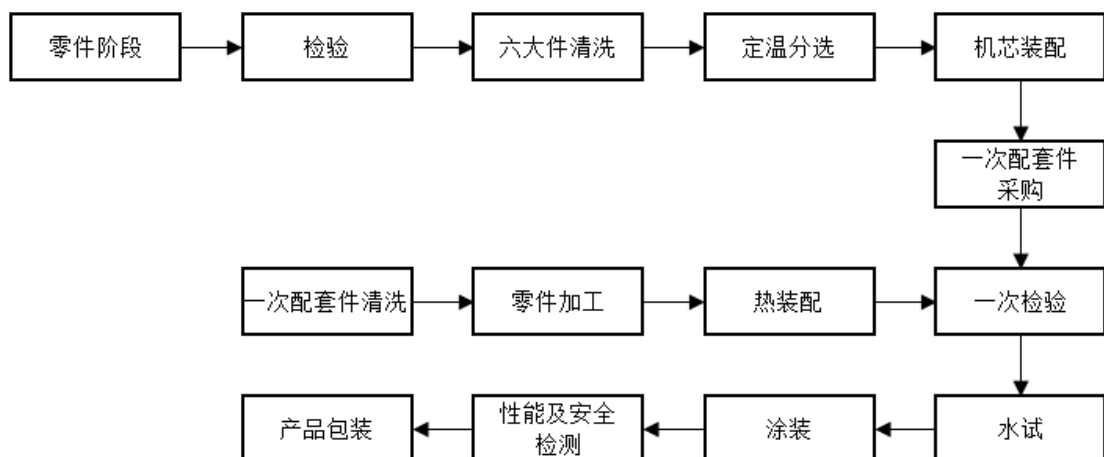 零件阶段
检验
六大件清洗
定温分选
机芯装配
一次配套件
采购
一次配套件清洗
零件加工
热装配
一次检验
产品包装
性能及安全
检测
涂装
水试